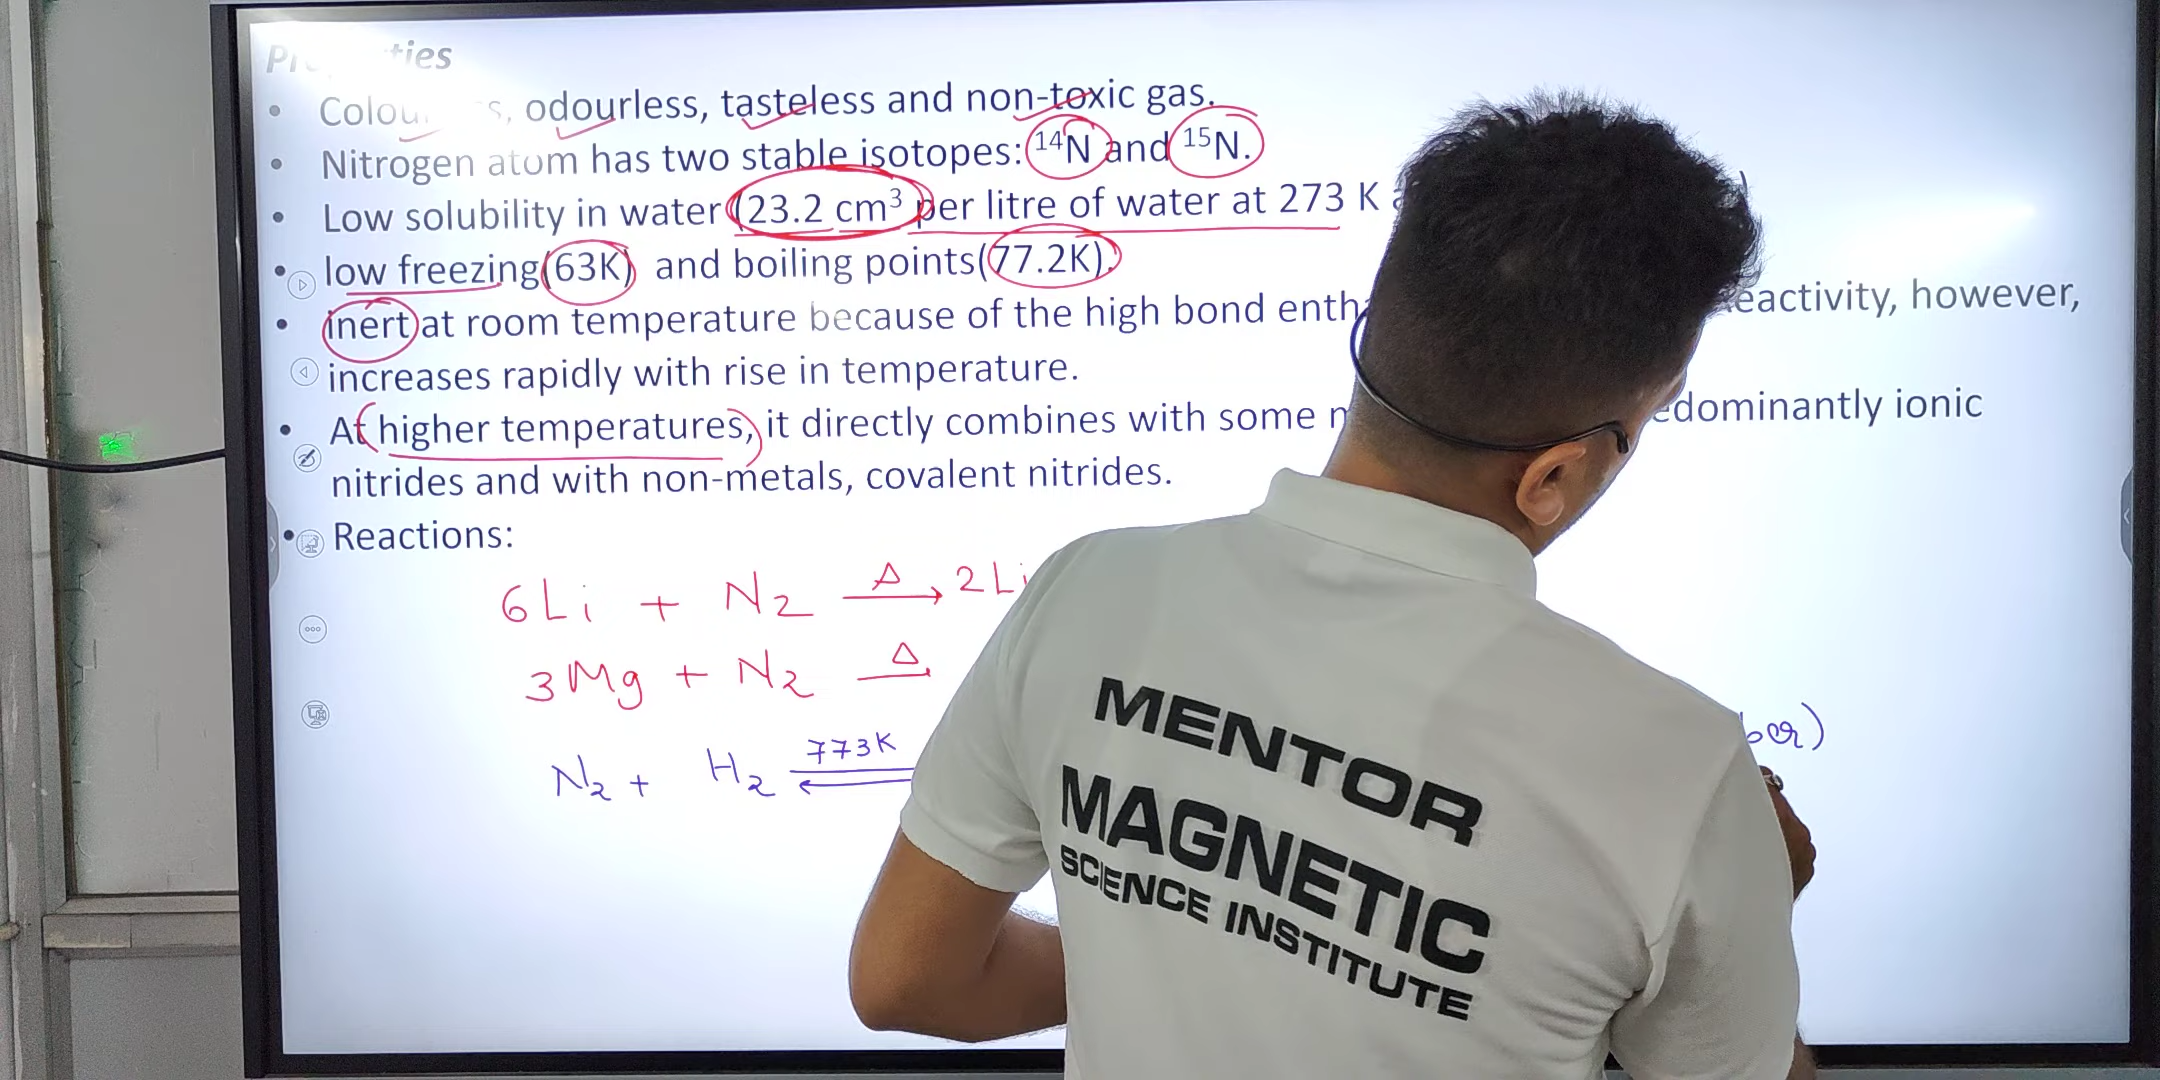 ties
odourless, tasteless and non-toxic gas.
Nitrogen atom has two stable isotopes: ¹⁴N and ¹⁵N.
Low solubility in water (23.2 cm³ per litre of water at 273 K
low freezing(63K) and boiling points(77.2K).
inert at room temperature because of the high bond enth eactivity, however,
increases rapidly with rise in temperature.
At higher temperatures, it directly combines with some edominantly ionic
nitrides and with non-metals, covalent nitrides.
Reactions:
6Li + N₂ Δ→ 2Li
3Mg + N₂ Δ→
N₂ + H₂ 773K ⇌
MENTOR
MAGNETIC
SCIENCE INSTITUTE